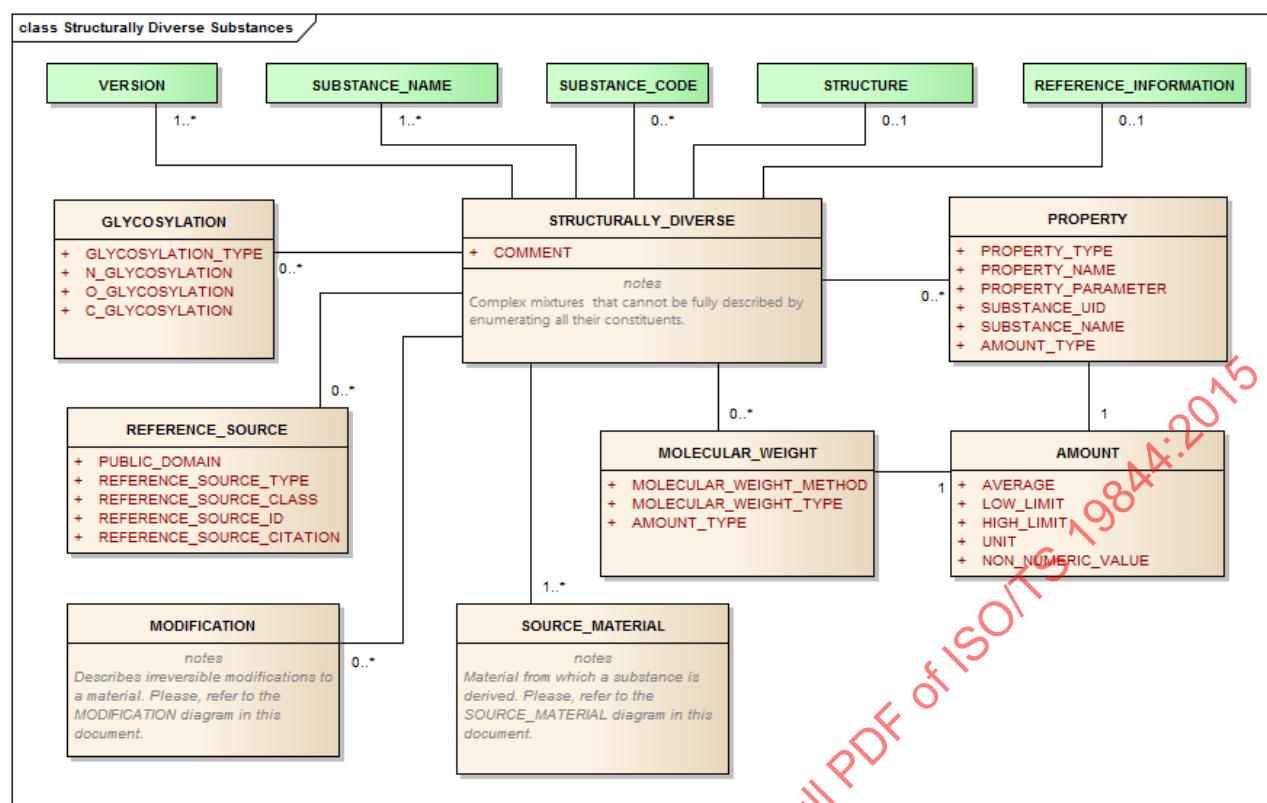 class Structurally Diverse Substances
VERSION
SUBSTANCE_NAME
SUBSTANCE_CODE
STRUCTURE
REFERENCE_INFORMATION
1..*
1..*
0..*
0..1
0..1
GLYCOSYLATION
+ GLYCOSYLATION_TYPE
+ N_GLYCOSYLATION
+ O_GLYCOSYLATION
+ C_GLYCOSYLATION
0..*
STRUCTURALLY_DIVERSE
+ COMMENT
notes
Complex mixtures that cannot be fully described by
enumerating all their constituents.
PROPERTY
+ PROPERTY_TYPE
+ PROPERTY_NAME
+ PROPERTY_PARAMETER
+ SUBSTANCE_UID
+ SUBSTANCE_NAME
+ AMOUNT_TYPE
0..*
0..*
REFERENCE_SOURCE
+ PUBLIC_DOMAIN
+ REFERENCE_SOURCE_TYPE
+ REFERENCE_SOURCE_CLASS
+ REFERENCE_SOURCE_ID
+ REFERENCE_SOURCE_CITATION
0..*
MOLECULAR_WEIGHT
+ MOLECULAR_WEIGHT_METHOD
+ MOLECULAR_WEIGHT_TYPE
+ AMOUNT_TYPE
1
1
AMOUNT
+ AVERAGE
+ LOW_LIMIT
+ HIGH_LIMIT
+ UNIT
+ NON_NUMERIC_VALUE
MODIFICATION
notes
Describes irreversible modifications to
a material. Please, refer to the
MODIFICATION diagram in this
document.
0..*
1..*
SOURCE_MATERIAL
notes
Material from which a substance is
derived. Please, refer to the
SOURCE_MATERIAL diagram in this
document.
PDF of ISO/TS 19844:2015